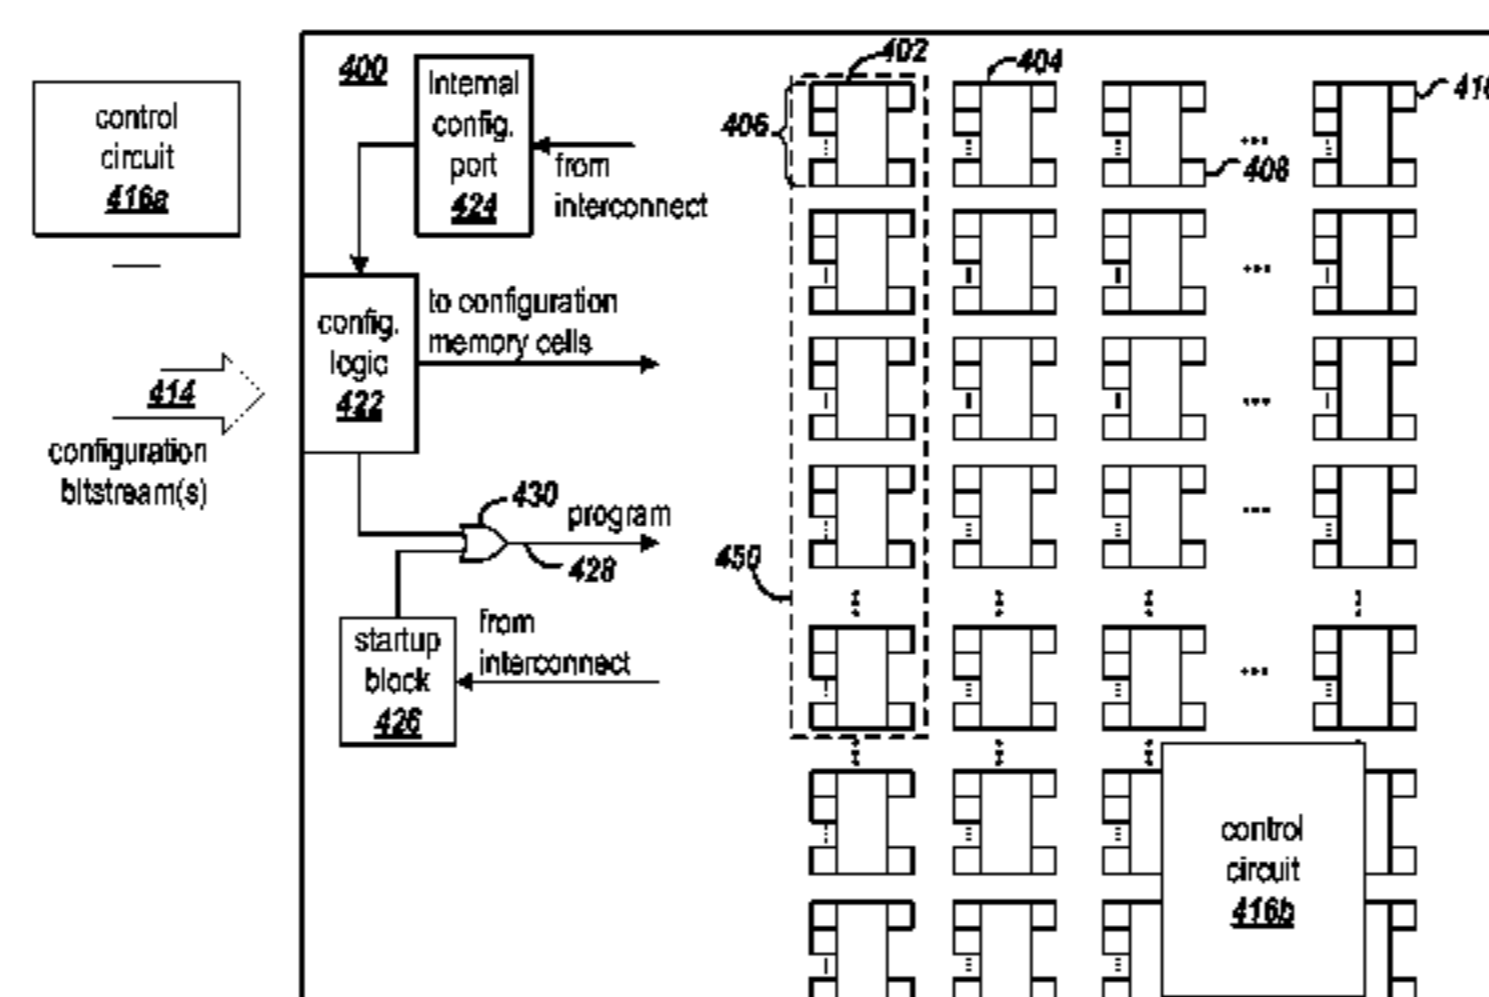 400
402
404
416
406
408
control
circuit
416a
Internal
config.
port
424
from
interconnect
config.
logic
422
to configuration
memory cells
414
configuration
bitstream(s)
430
program
428
450
startup
block
426
from
interconnect
control
circuit
416b